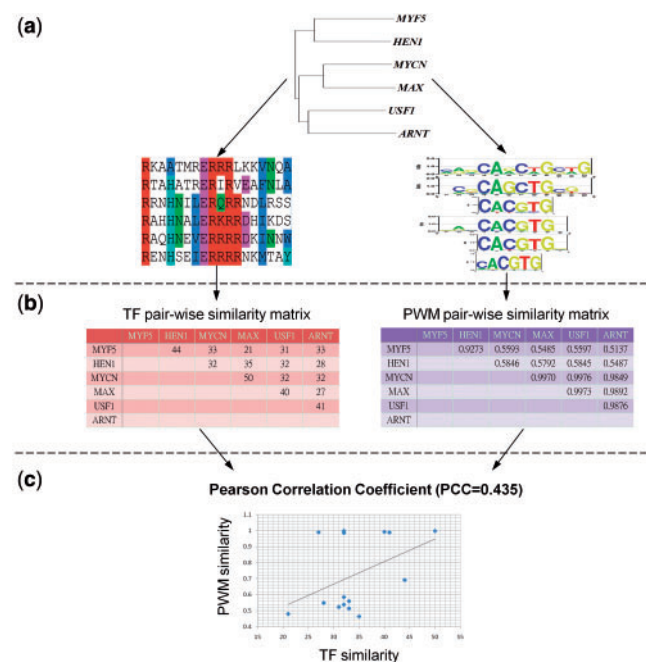 (a)
MYF5
HEN1
MYCN
MAX
USF1
ARNT
RKAATMRERRRLKKVNQA
RTAHATRERIRVEAFNLA
RRNHNILERQRRNDLRSS
RAHHNALERKRRDHIKDS
RAQHNEVERRRRDKINNW
RENHSEIERRRRNKMTAY
CAGCTG
CAGCTG
CACGTG
CACGTG
CACGTG
CACGTG
(b)
TF pair-wise similarity matrix
MYF5 HEN1 MYCN MAX USF1 ARNT
MYF5 44 33 21 31 33
HEN1 32 35 32 28
MYCN 50 32 32
MAX 40 27
USF1 41
ARNT
PWM pair-wise similarity matrix
MYF5 HEN1 MYCN MAX USF1 ARNT
MYF5 0.9273 0.5593 0.5485 0.5597 0.5137
HEN1 0.5846 0.5792 0.5845 0.5487
MYCN 0.9970 0.9976 0.9849
MAX 0.9973 0.9892
USF1 0.9876
ARNT
(c)
Pearson Correlation Coefficient (PCC=0.435)
PWM similarity
1.1
1
0.9
0.8
0.7
0.6
0.5
0.4
15 20 25 30 35 40 45 50 55
TF similarity